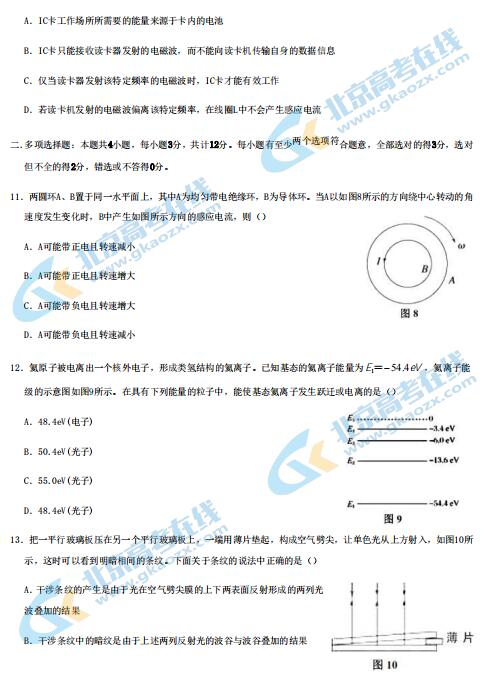 A. IC卡工作场所所需要的能量来源于卡内的电池
B. IC卡只能接收读卡器发射的电磁波，而不能向读卡机传输自身的数据信息
C. 仅当读卡器发射该特定频率的电磁波时，IC卡才能有效工作
D. 若读卡机发射的电磁波偏离该特定频率，在线圈L中不会产生感应电流
二.多项选择题：本题共4小题，每小题3分，共计12分。每小题有至少两个选项符合题意，全部选对的得3分，选对
但不全的得2分，错选或不答得0分。
11. 两圆环A、B置于同一水平面上，其中A为均匀带电绝缘环，B为导体环。当A以如图8所示的方向绕中心转动的角
速度发生变化时，B中产生如图所示方向的感应电流，则（）
A. A可能带正电且转速减小
B. A可能带正电且转速增大
C. A可能带负电且转速增大
D. A可能带负电且转速减小
I B A ω
图8
12. 氦原子被电离出一个核外电子，形成类氢结构的氦离子。已知基态的氦离子能量为E₁=-54.4eV，氦离子能
级的示意图如图9所示。在具有下列能量的粒子中，能使基态氦离子发生跃迁或电离的是（）
A. 48.4eV(电子)
B. 50.4eV(光子)
C. 55.0eV(光子)
D. 48.4eV(光子)
0
E₄ -3.4 eV
E₃ -6.0 eV
E₂ -13.6 eV
E₁ -54.4 eV
图9
13. 把一平行玻璃板压在另一个平行玻璃板上，一端用薄片垫起，构成空气劈尖，让单色光从上方射入，如图10所
示，这时可以看到明暗相间的条纹。下面关于条纹的说法中正确的是（）
A. 干涉条纹的产生是由于光在空气劈尖膜的上下两表面反射形成的两列光
波叠加的结果
B. 干涉条纹中的暗纹是由于上述两列反射光的波谷与波谷叠加的结果
薄片
图10
北京高考在线
www.gkaozx.com